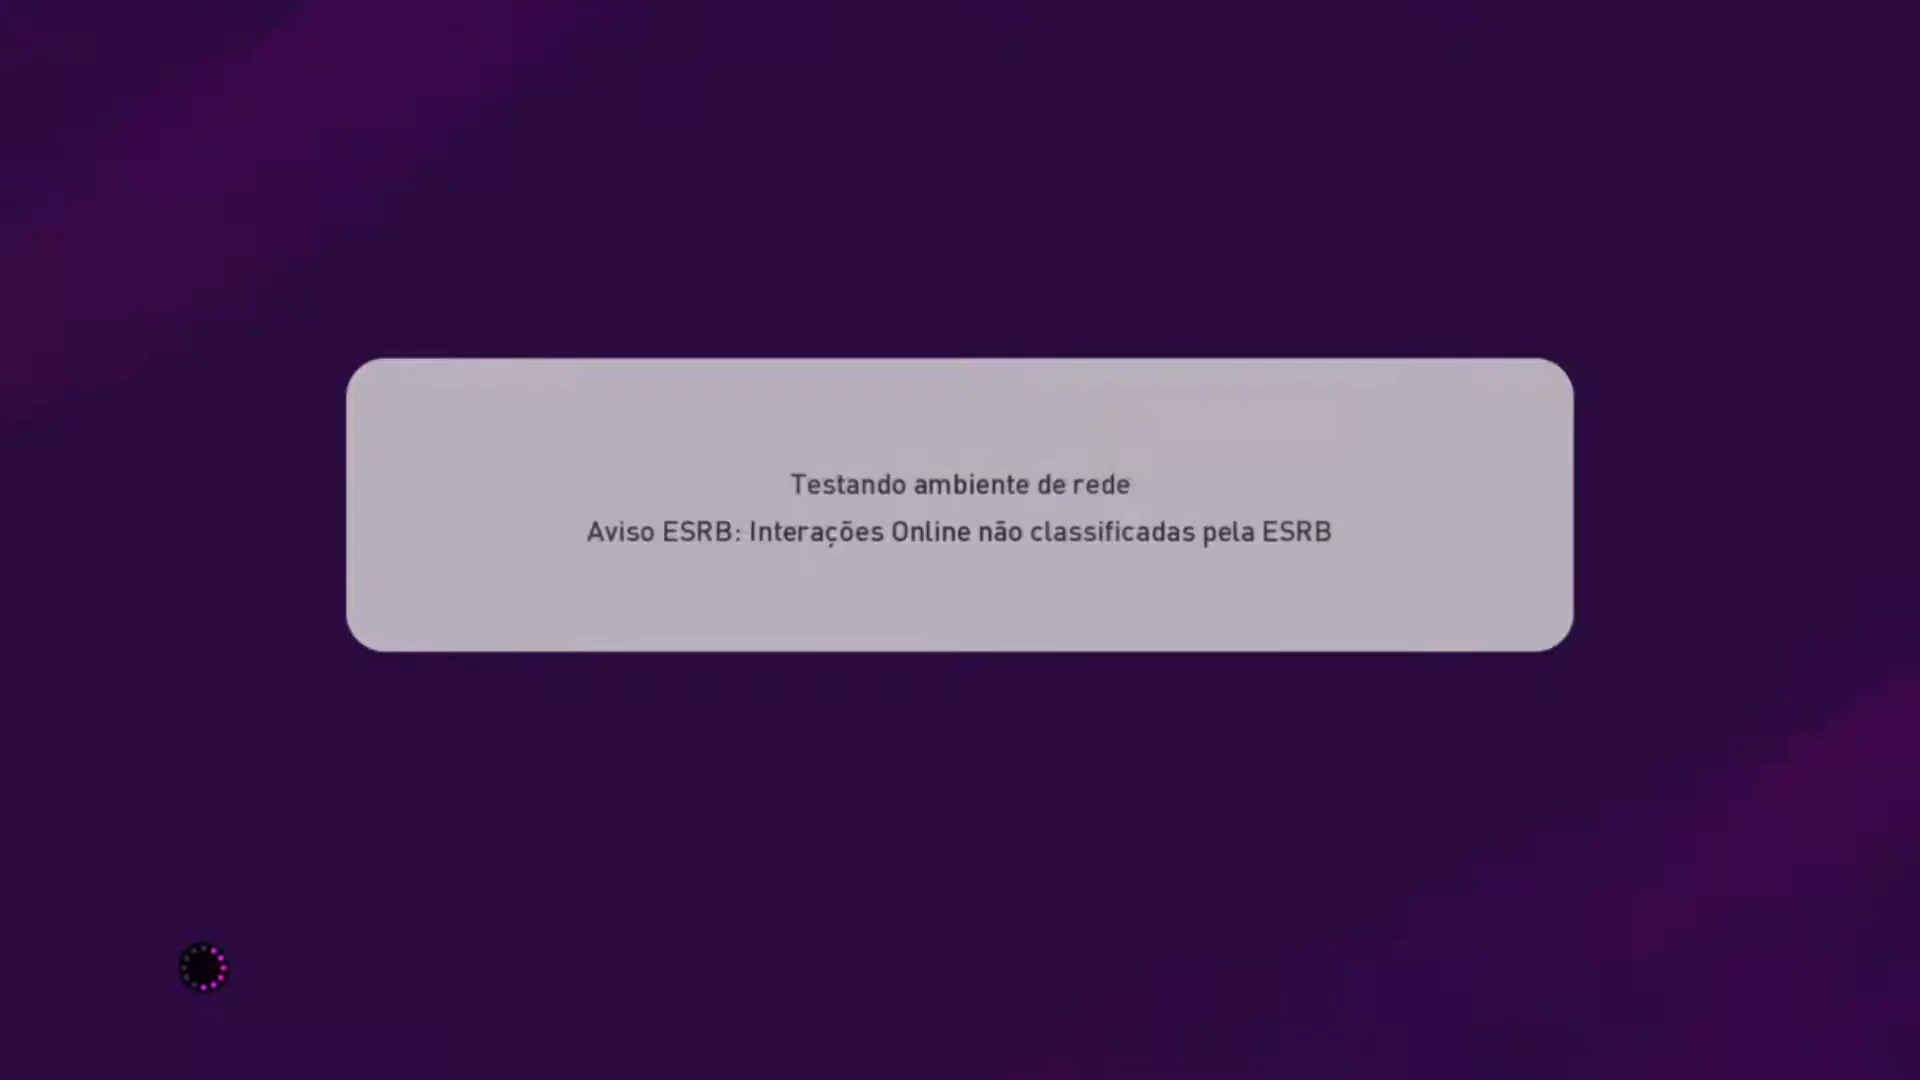 Testando ambiente de rede
Aviso ESRB: Interações Online não classificadas pela ESRB